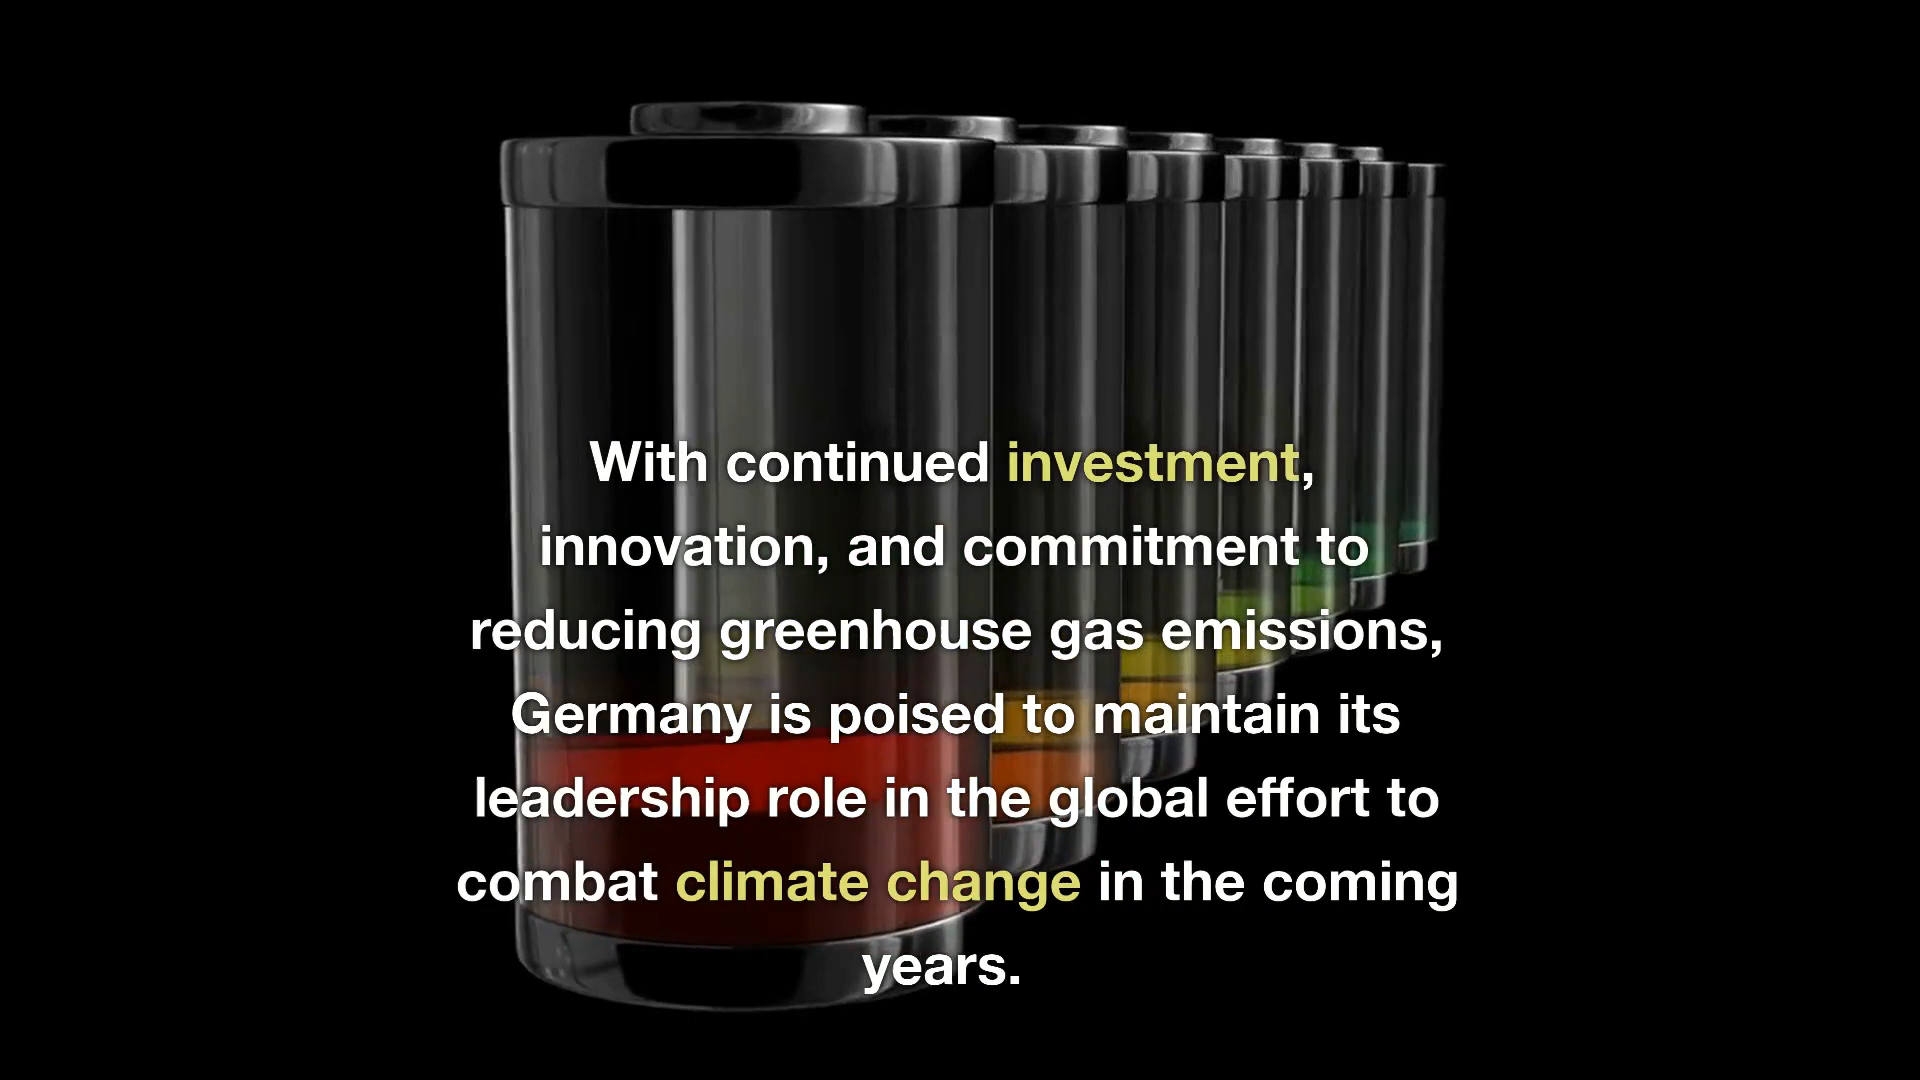 With continued investment,
innovation, and commitment to
reducing greenhouse gas emissions,
Germany is poised to maintain its
leadership role in the global effort to
combat climate change in the coming
years.